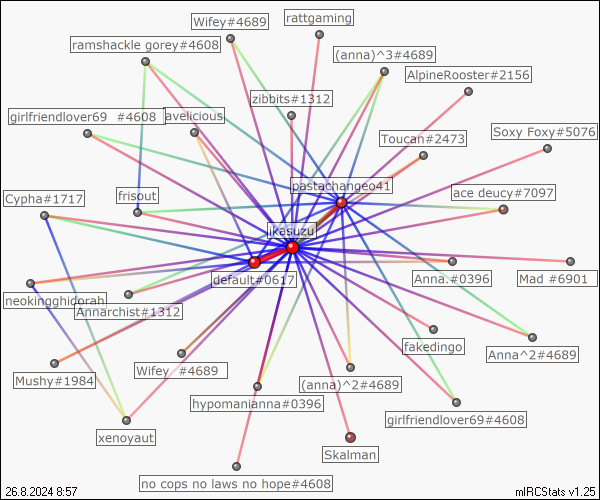 Wifey#4689
rattgaming
ramshackle gorey#4608
(anna)^3#4689
AlpineRooster#2156
zibbits#1312
girlfriendlover69 #4608
avelicious
Toucan#2473
Soxy Foxy#5076
pastachangeo41
Cypha#1717
frisout
ace deucy#7097
ikasuzu
default#0617
Anna.#0396
Mad #6901
neokingghidorah
Annarchist#1312
fakedingo
Anna^2#4689
Mushy#1984
Wifey #4689
(anna)^2#4689
hypomanianna#0396
girlfriendlover69#4608
xenoyaut
Skalman
no cops no laws no hope#4608
26.8.2024 8:57
mIRCStats v1.25